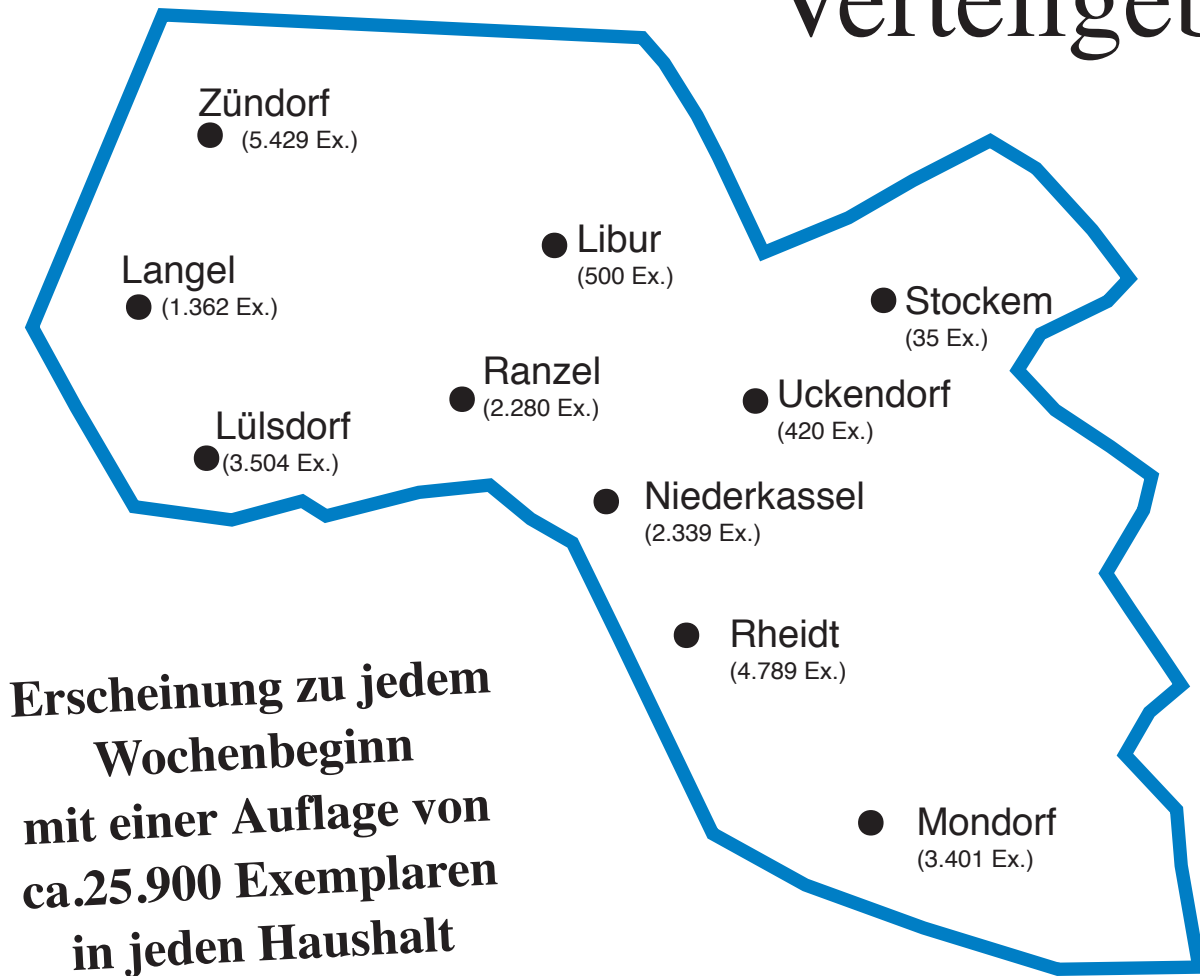 Zündorf
(5.429 Ex.)
Libur
(500 Ex.)
Langel
(1.362 Ex.)
Stockem
(35 Ex.)
Ranzel
(2.280 Ex.)
Uckendorf
(420 Ex.)
Lülsdorf
(3.504 Ex.)
Niederkassel
(2.339 Ex.)
Rheidt
(4.789 Ex.)
Mondorf
(3.401 Ex.)
Erscheinung zu jedem
Wochenbeginn
mit einer Auflage von
ca.25.900 Exemplaren
in jeden Haushalt